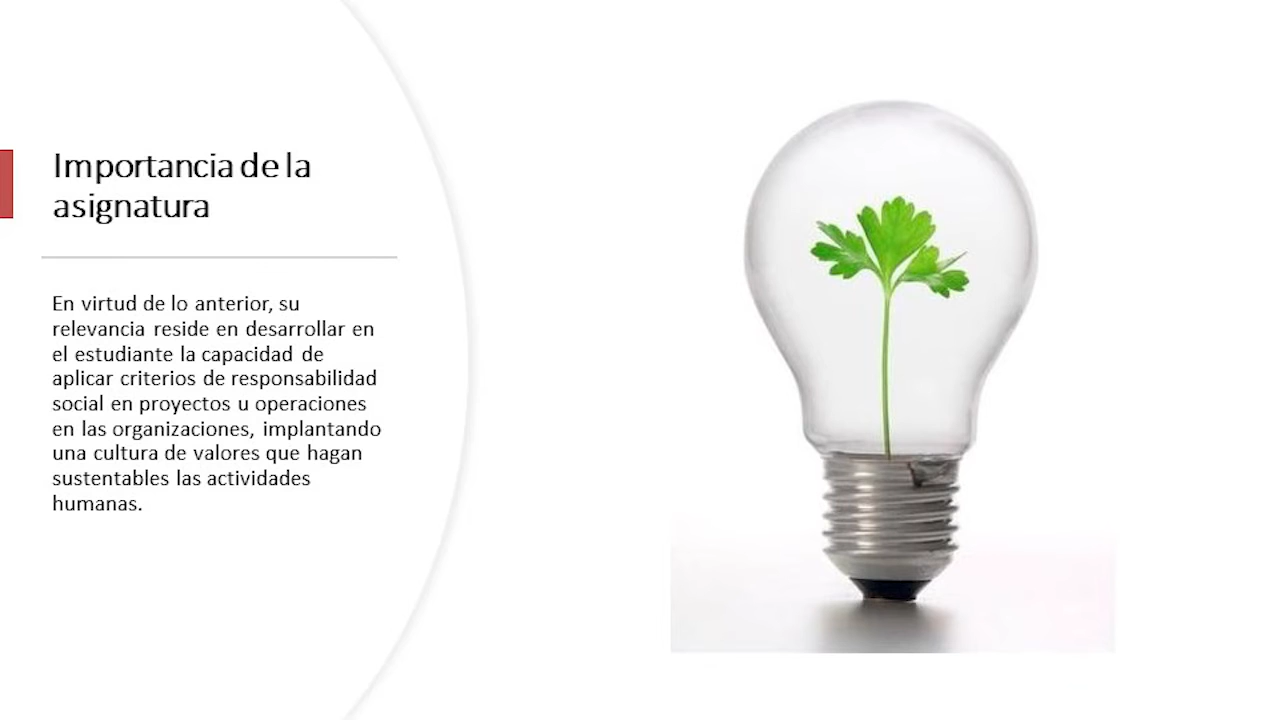 Importancia de la
asignatura
En virtud de lo anterior, su
relevancia reside en desarrollar en
el estudiante la capacidad de
aplicar criterios de responsabilidad
social en proyectos u operaciones
en las organizaciones, implantando
una cultura de valores que hagan
sustentables las actividades
humanas.